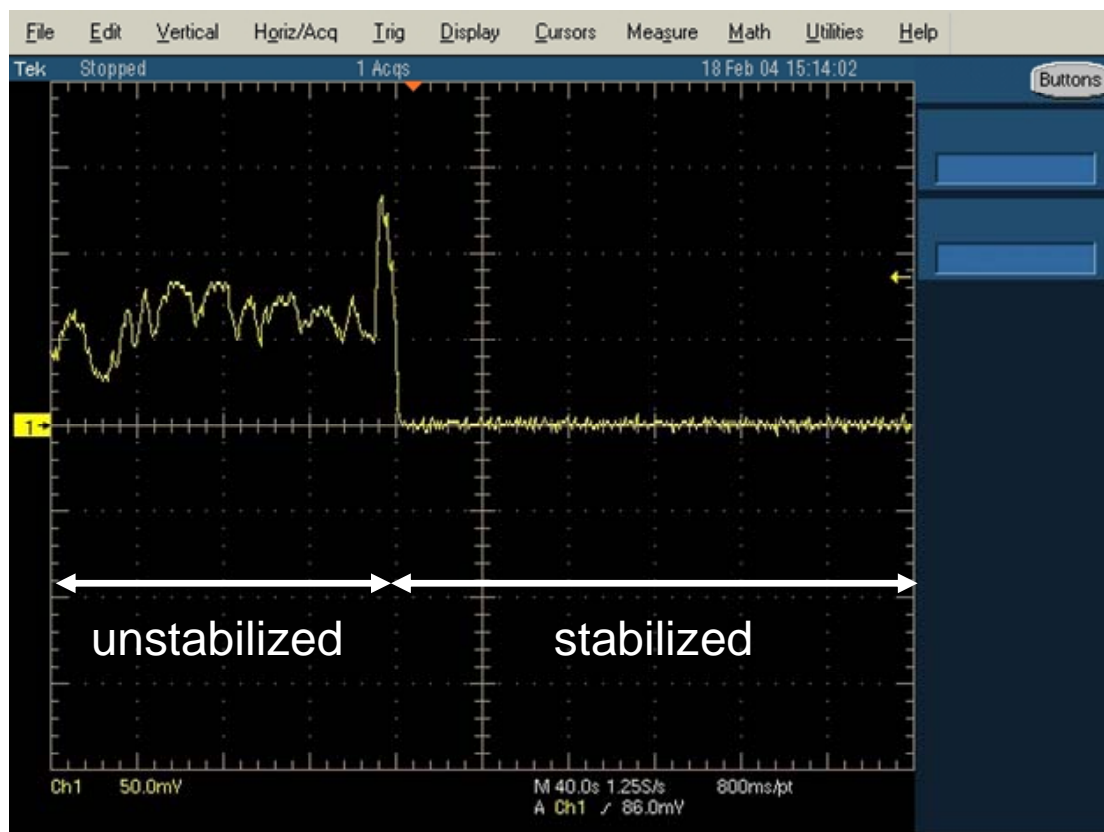 File Edit Vertical Horiz/Acq Trig Display Cursors Measure Math Utilities Help
Tek Stopped 1 Acqs 18 Feb 04 15:14:02
Buttons
1
unstabilized stabilized
Ch1 50.0mV M 40.0s 1.25S/s 800ms/pt
A Ch1 / 86.0mV